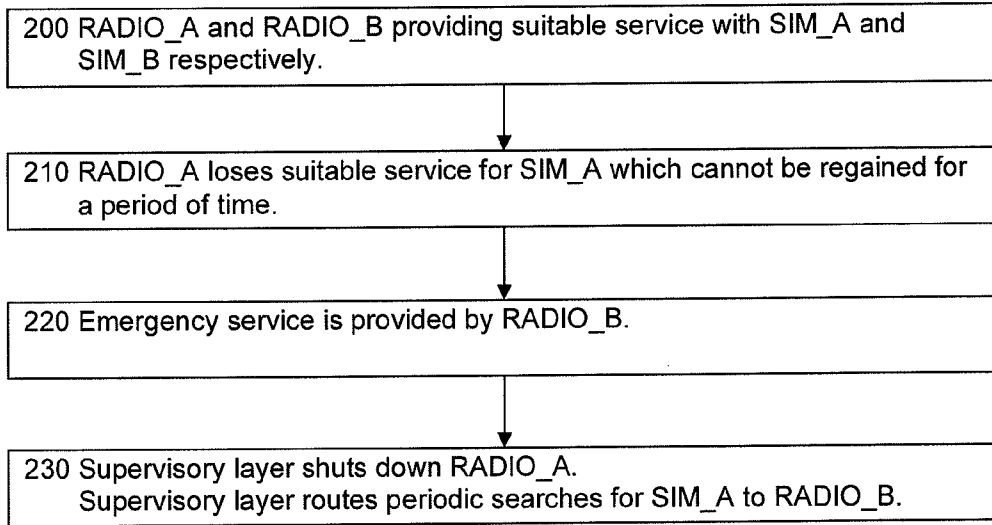 200 RADIO_A and RADIO_B providing suitable service with SIM_A and
SIM_B respectively.
210 RADIO_A loses suitable service for SIM_A which cannot be regained for
a period of time.
220 Emergency service is provided by RADIO_B.
230 Supervisory layer shuts down RADIO_A.
Supervisory layer routes periodic searches for SIM_A to RADIO_B.